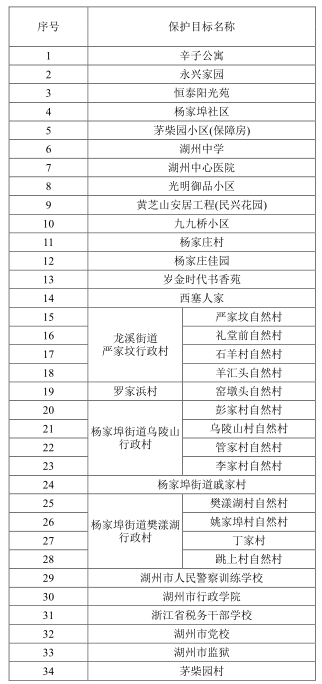 序号 保护目标名称
1 辛子公寓
2 永兴家园
3 恒泰阳光苑
4 杨家埠社区
5 茅柴园小区(保障房)
6 湖州中学
7 湖州中心医院
8 光明御品小区
9 黄芝山安居工程(民兴花园)
10 九九桥小区
11 杨家庄村
12 杨家庄佳园
13 岁金时代书香苑
14 西塞人家
15 龙溪街道严家坟行政村 严家坟自然村
16 礼堂前自然村
17 石羊村自然村
18 羊汇头自然村
19 罗家浜村 窑墩头自然村
20 杨家埠街道乌陵山行政村 彭家村自然村
21 乌陵山村自然村
22 管家村自然村
23 李家村自然村
24 杨家埠街道戚家村
25 杨家埠街道樊漾湖行政村 樊漾湖村自然村
26 姚家埠村自然村
27 丁家村
28 跳上村自然村
29 湖州市人民警察训练学校
30 湖州市行政学院
31 浙江省税务干部学校
32 湖州市党校
33 湖州市监狱
34 茅柴园村